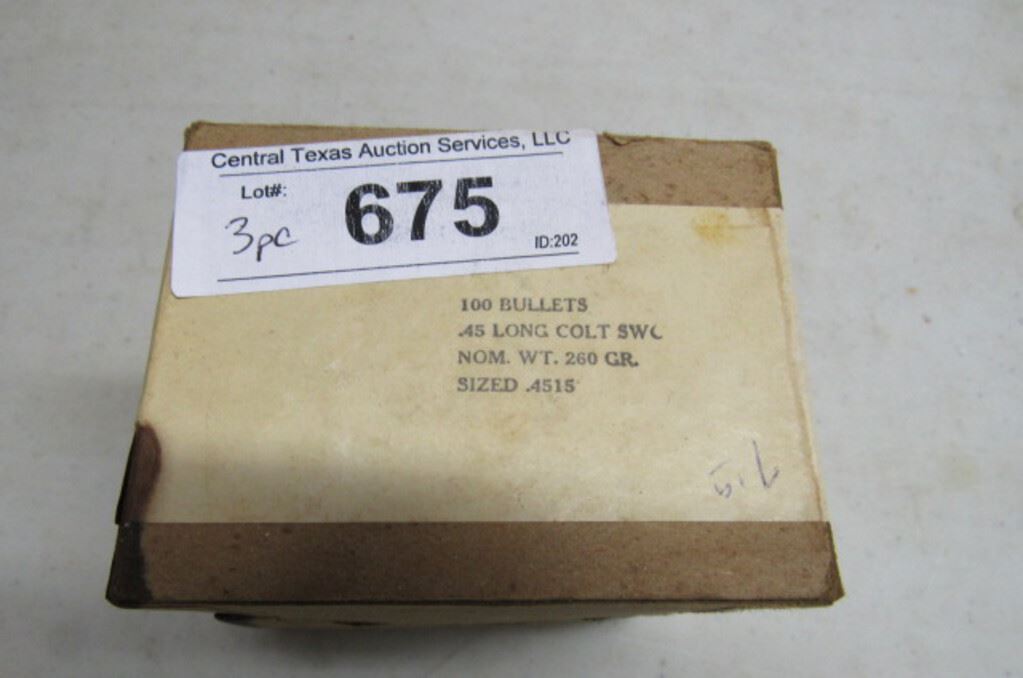 Central Texas Auction Services, LLC
Lot#:
675
3pc
ID:202
100 BULLETS
.45 LONG COLT SWC
NOM. WT. 260 GR.
SIZED .4515